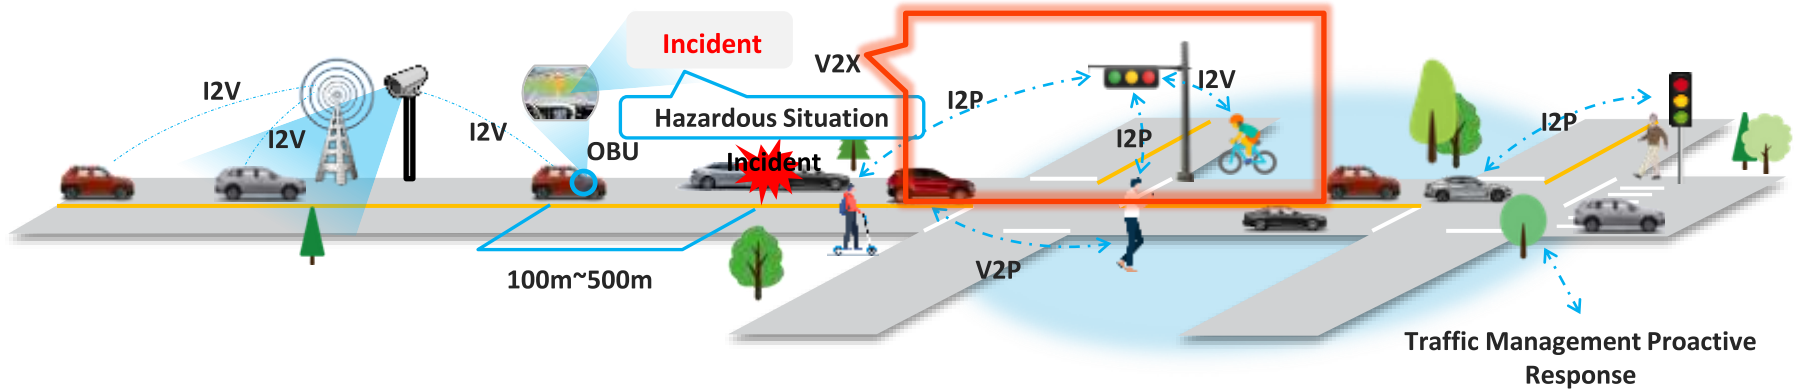 Incident
V2X
I2V
I2V
I2P
Hazardous Situation
I2V
I2P
I2V
I2P
OBU
Incident
V2P
100m~500m
Traffic Management Proactive
Response